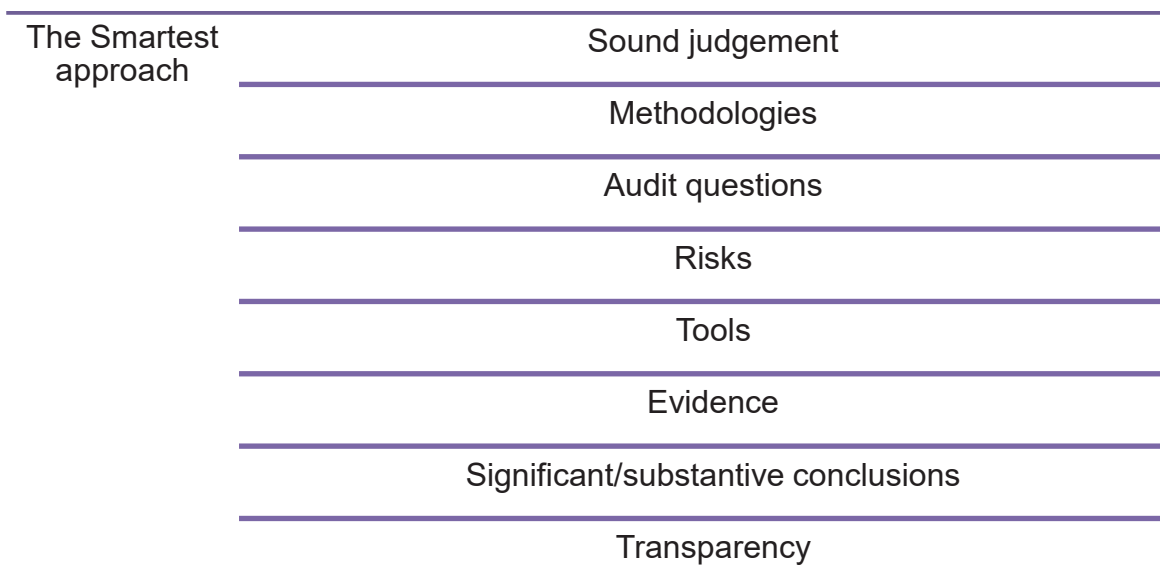 The Smartest
approach
Sound judgement
Methodologies
Audit questions
Risks
Tools
Evidence
Significant/substantive conclusions
Transparency